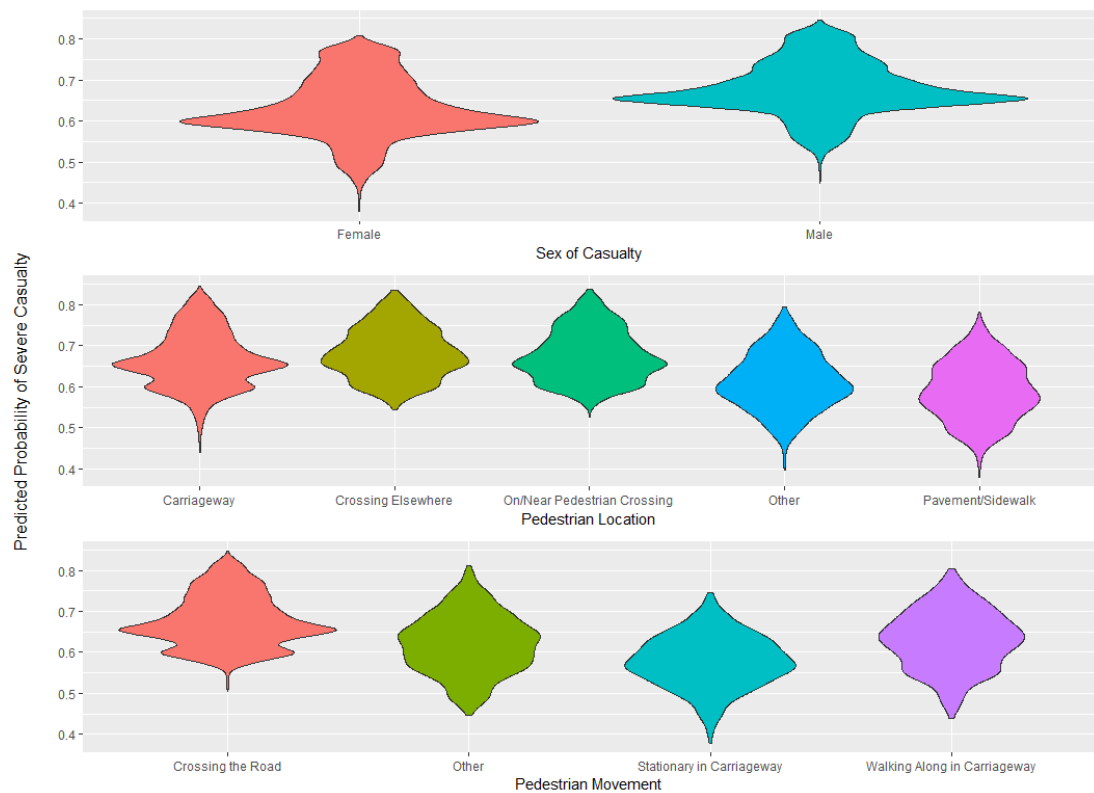 Predicted Probability of Severe Casualty
0.8
0.7
0.6
0.5
0.4
Female Male
Sex of Casualty
0.8
0.7
0.6
0.5
0.4
Carriageway Crossing Elsewhere On/Near Pedestrian Crossing Other Pavement/Sidewalk
Pedestrian Location
0.8
0.7
0.6
0.5
0.4
Crossing the Road Other Stationary in Carriageway Walking Along in Carriageway
Pedestrian Movement